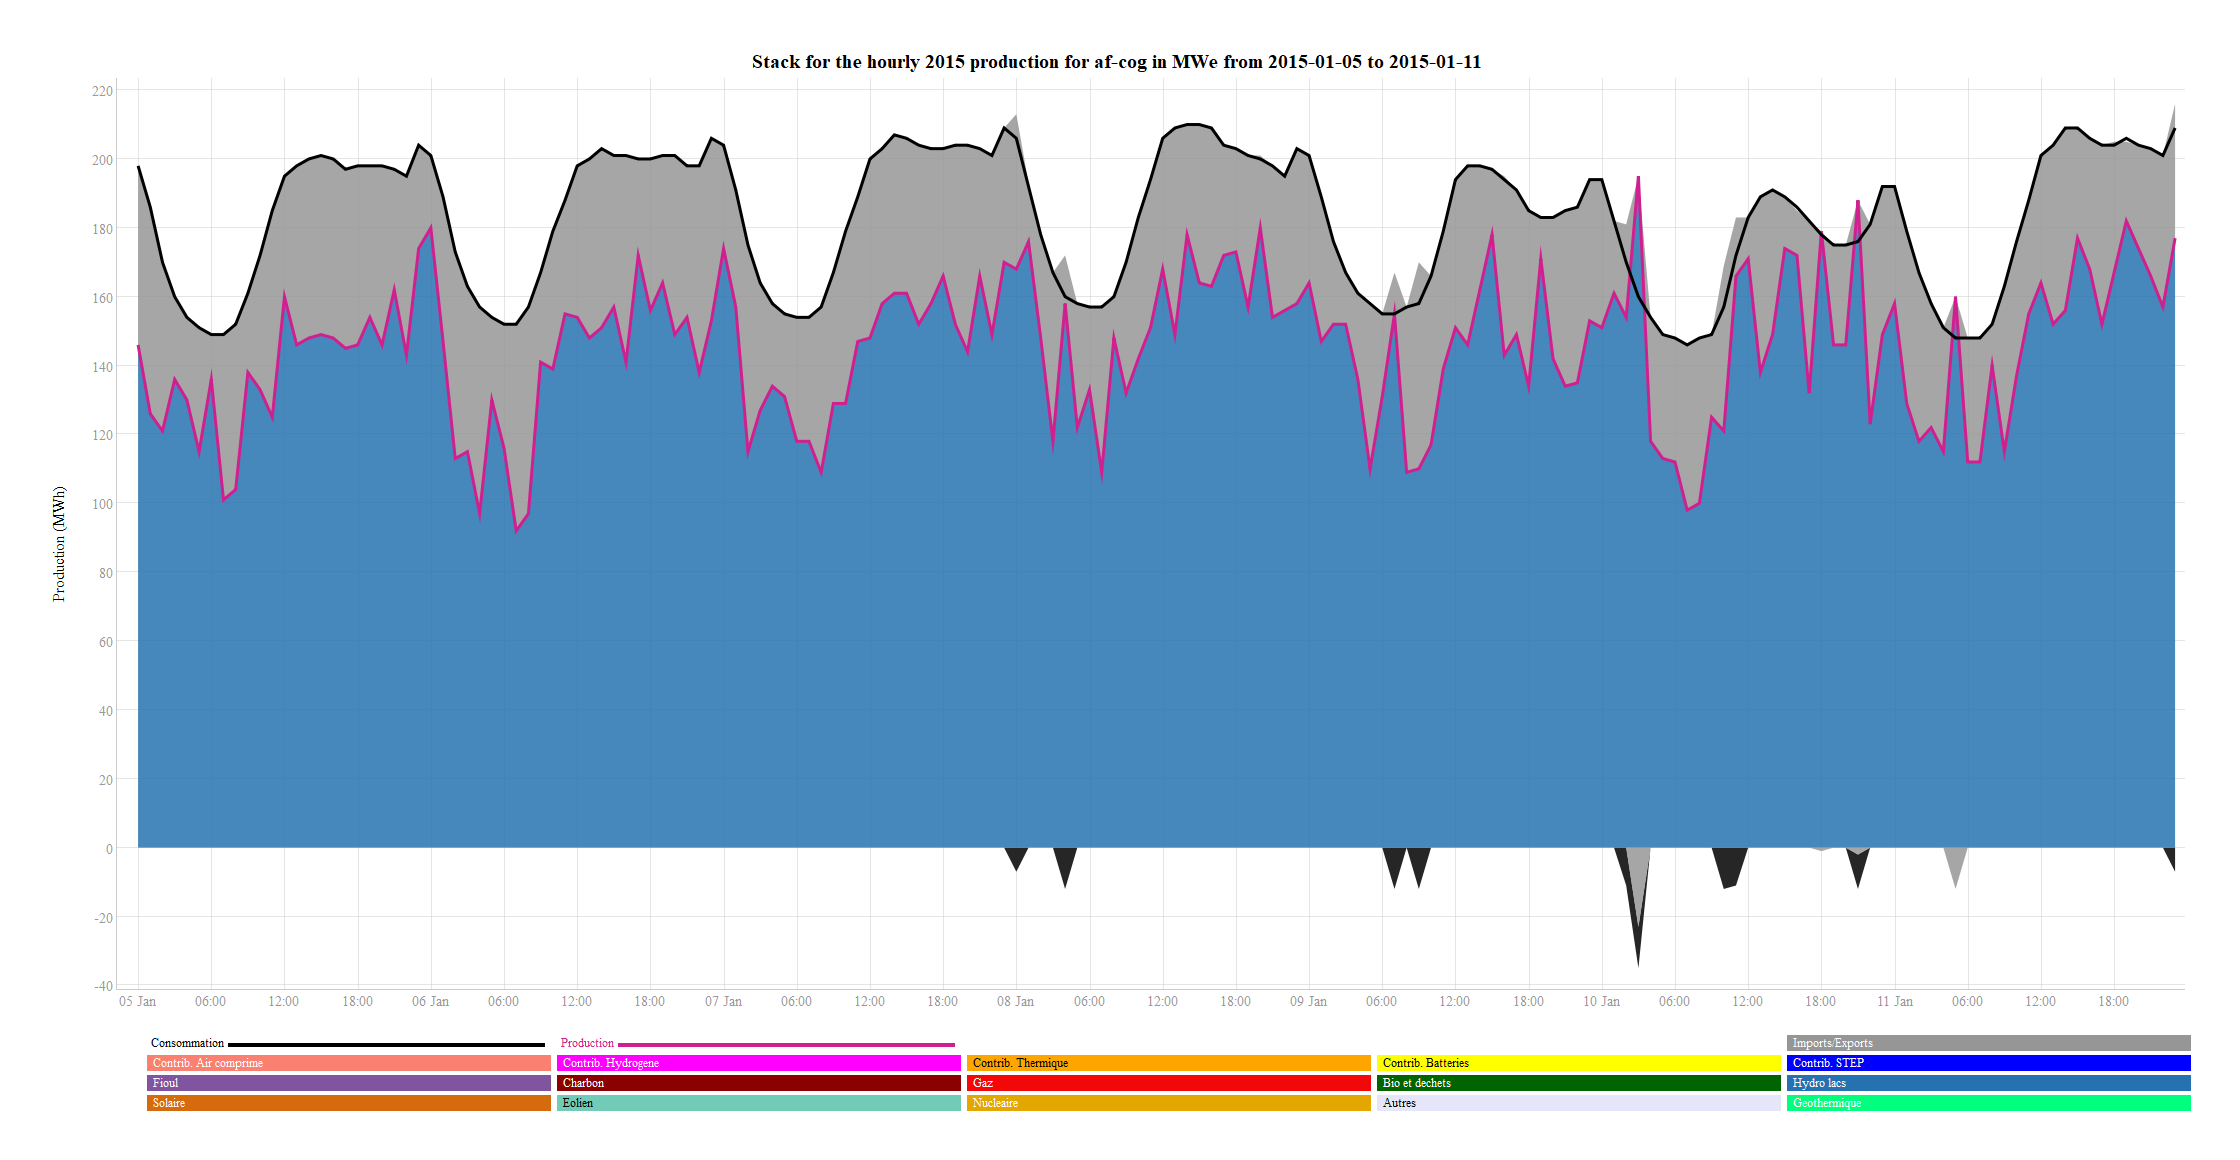 Stack for the hourly 2015 production for af-cog in MWe from 2015-01-05 to 2015-01-11
220
200
180
160
140
120
100
80
60
40
20
0
-20
-40
Production (MWh)
05 Jan 06:00 12:00 18:00 06 Jan 06:00 12:00 18:00 07 Jan 06:00 12:00 18:00 08 Jan 06:00 12:00 18:00 09 Jan 06:00 12:00 18:00 10 Jan 06:00 12:00 18:00 11 Jan 06:00 12:00 18:00
Consommation Production Imports/Exports
Contrib. Air comprime Contrib. Hydrogene Contrib. Thermique Contrib. Batteries Contrib. STEP
Fioul Charbon Gaz Bio et dechets Hydro lacs
Solaire Eolien Nucleaire Autres Geothermique